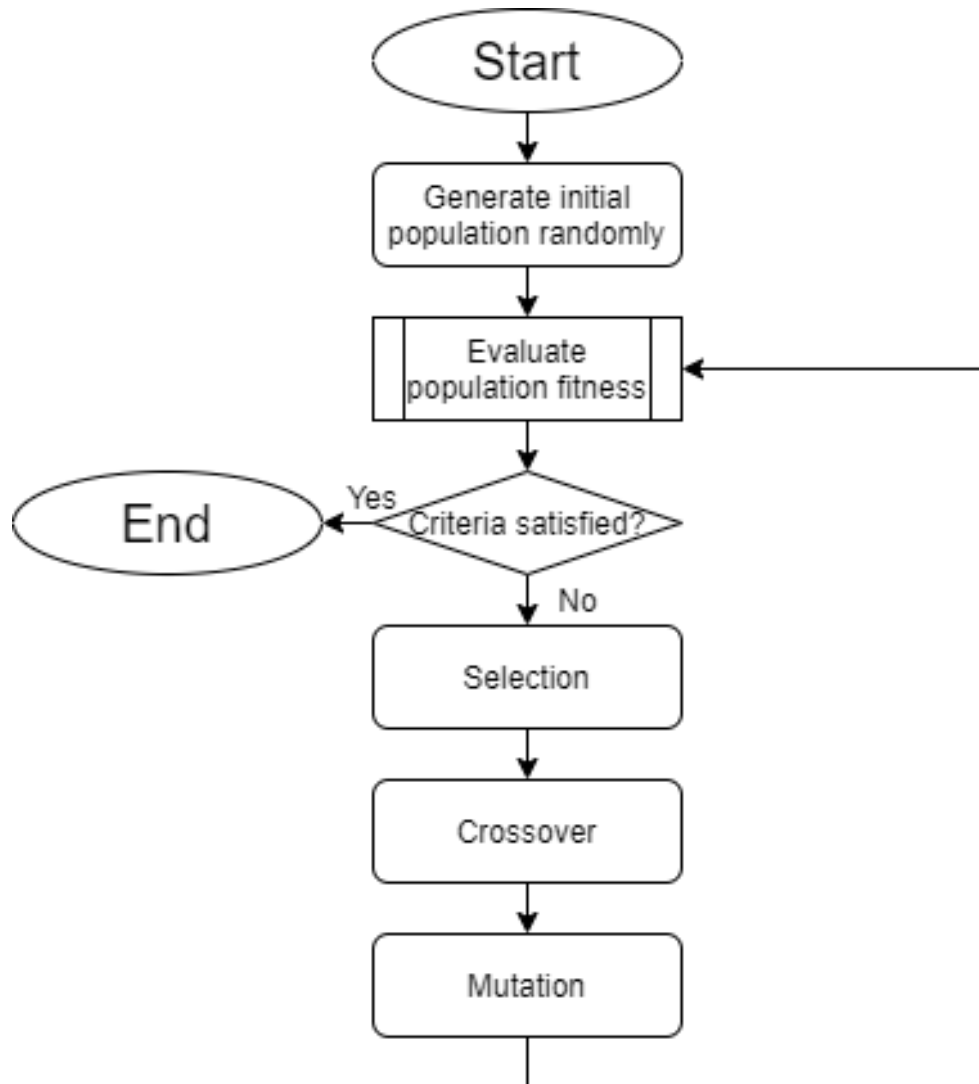 Start
Generate initial
population randomly
Evaluate
population fitness
Yes
End
Criteria satisfied?
No
Selection
Crossover
Mutation